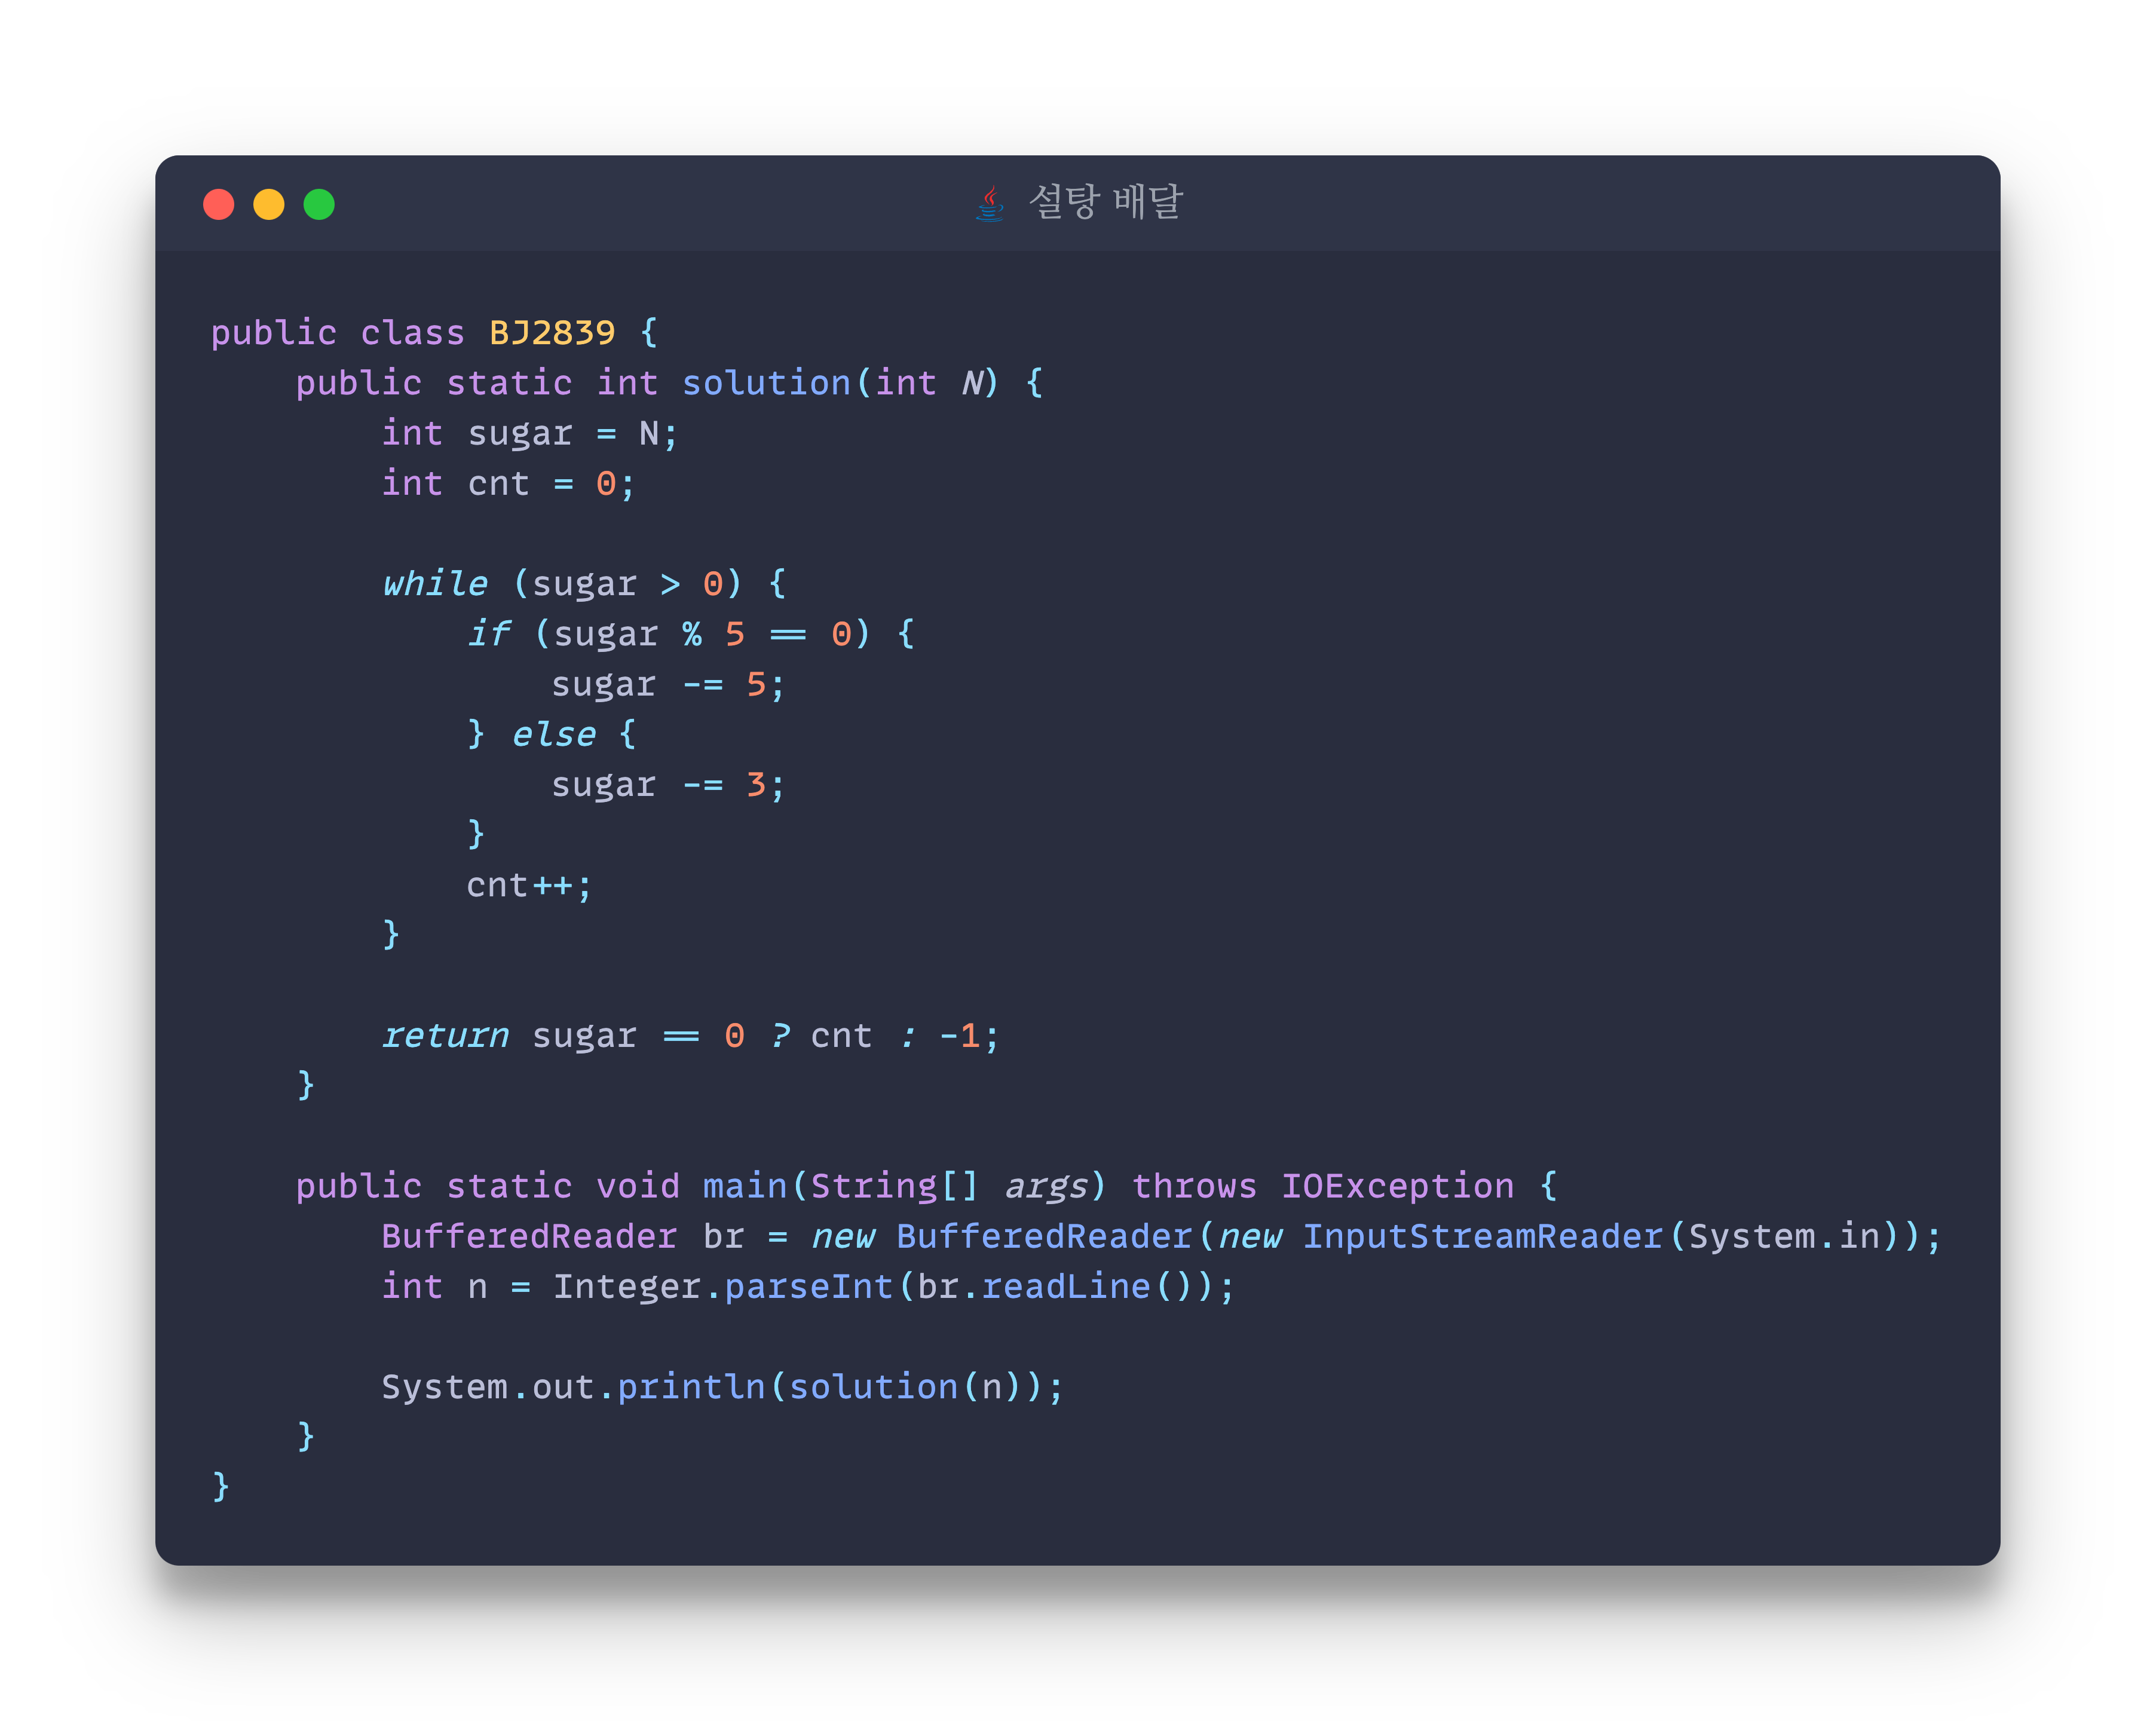 설탕 배달
public class BJ2839 {
    public static int solution(int N) {
        int sugar = N;
        int cnt = 0;

        while (sugar > 0) {
            if (sugar % 5 == 0) {
                sugar -= 5;
            } else {
                sugar -= 3;
            }
            cnt++;
        }

        return sugar == 0 ? cnt : -1;
    }

    public static void main(String[] args) throws IOException {
        BufferedReader br = new BufferedReader(new InputStreamReader(System.in));
        int n = Integer.parseInt(br.readLine());

        System.out.println(solution(n));
    }
}